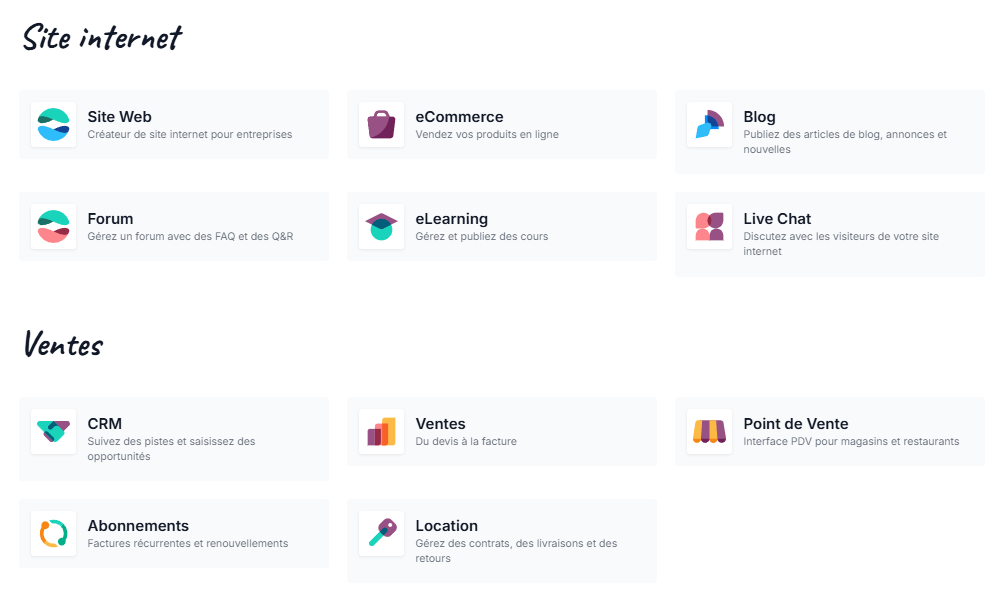 Site internet
Site Web
Créateur de site internet pour entreprises
eCommerce
Vendez vos produits en ligne
Blog
Publiez des articles de blog, annonces et
nouvelles
Forum
Gérez un forum avec des FAQ et des Q&R
eLearning
Gérez et publiez des cours
Live Chat
Discutez avec les visiteurs de votre site
internet
Ventes
CRM
Suivez des pistes et saisissez des
opportunités
Ventes
Du devis à la facture
Point de Vente
Interface PDV pour magasins et restaurants
Abonnements
Factures récurrentes et renouvellements
Location
Gérez des contrats, des livraisons et des
retours